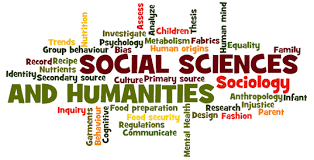 Nutrition
Trends
Assess
Analyze
Thesis
Human mind
Investigate
Children
Group behaviour
Psychology
Metabolism
Fabrics
Equality
Record
Recipe
Bias
Human origins
Family
Nutrients
SOCIAL SCIENCES
Identity
Secondary source
Culture
Primary source
Sociology
AND HUMANITIES
Anthropology
Infant
Inquiry
Garments
Behaviour
Cognitive
Food preparation
Food security
Regulations
Communicate
Mental Health
Research
Design
Injustice
Fashion
Parent